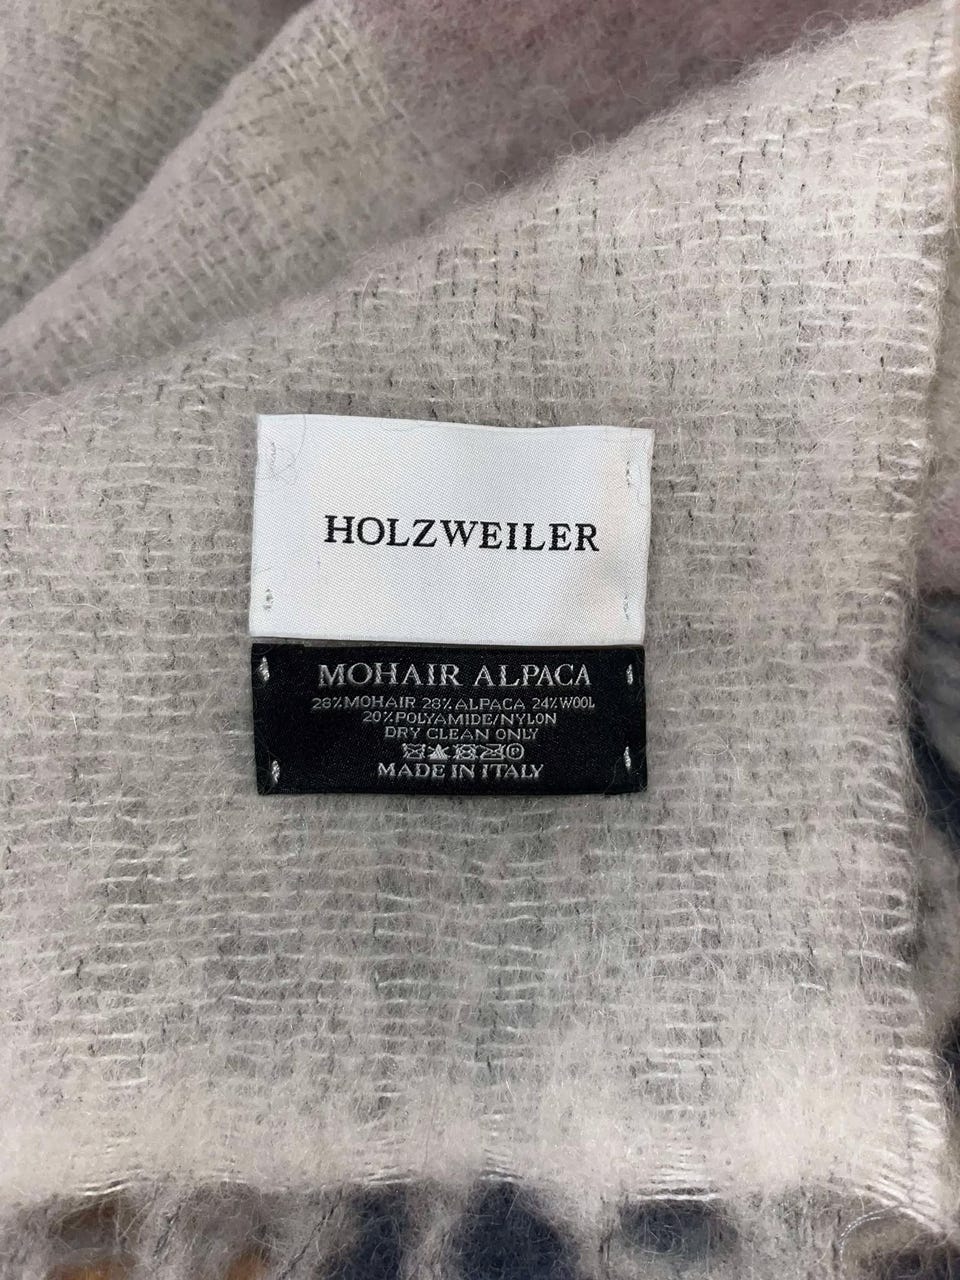 HOLZWEILER
MOHAIR ALPACA
28%MOHAIR 28%ALPACA 24%WOOL
20%POLYAMIDE/NYLON
DRY CLEAN ONLY
MADE IN ITALY